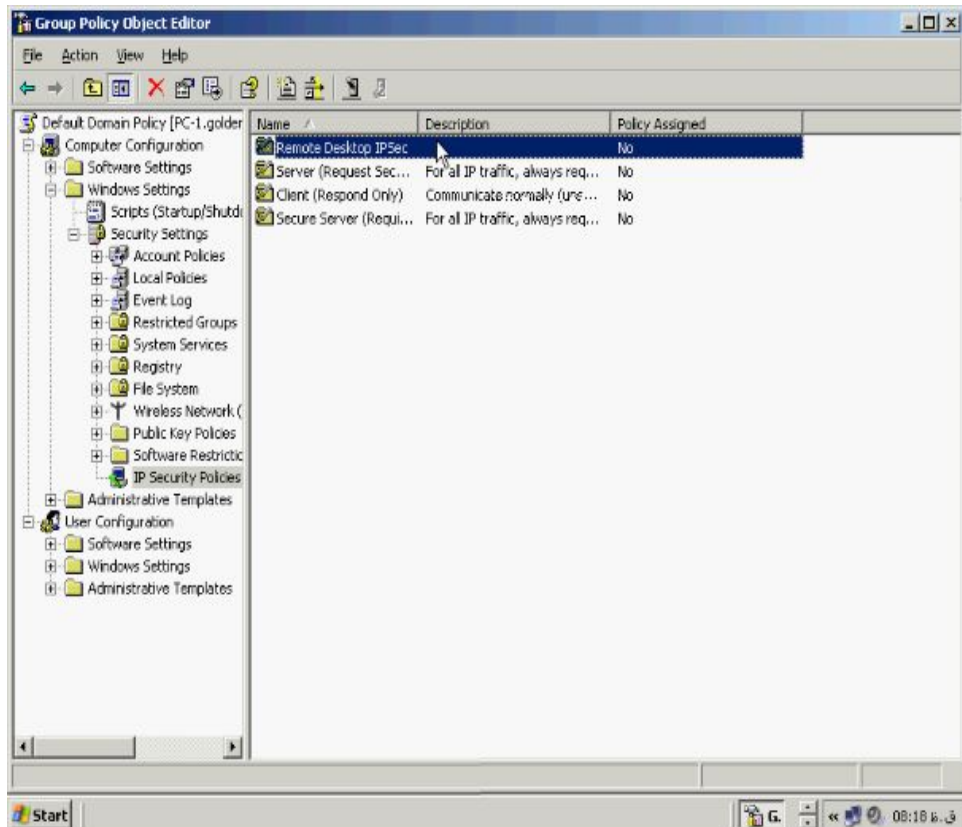 Group Policy Object Editor
File Action View Help
Default Domain Policy [PC-1.golder
Computer Configuration
Software Settings
Windows Settings
Scripts (Startup/Shutd
Security Settings
Account Policies
Local Policies
Event Log
Restricted Groups
System Services
Registry
File System
Wireless Network (
Public Key Policies
Software Restrictic
IP Security Policies
Administrative Templates
User Configuration
Software Settings
Windows Settings
Administrative Templates
Name Description Policy Assigned
Remote Desktop IPSec No
Server (Request Sec... For all IP traffic, always req... No
Client (Respond Only) Communicate normally (uns... No
Secure Server (Requi... For all IP traffic, always req... No
Start G. « 08:18 ق.ظ